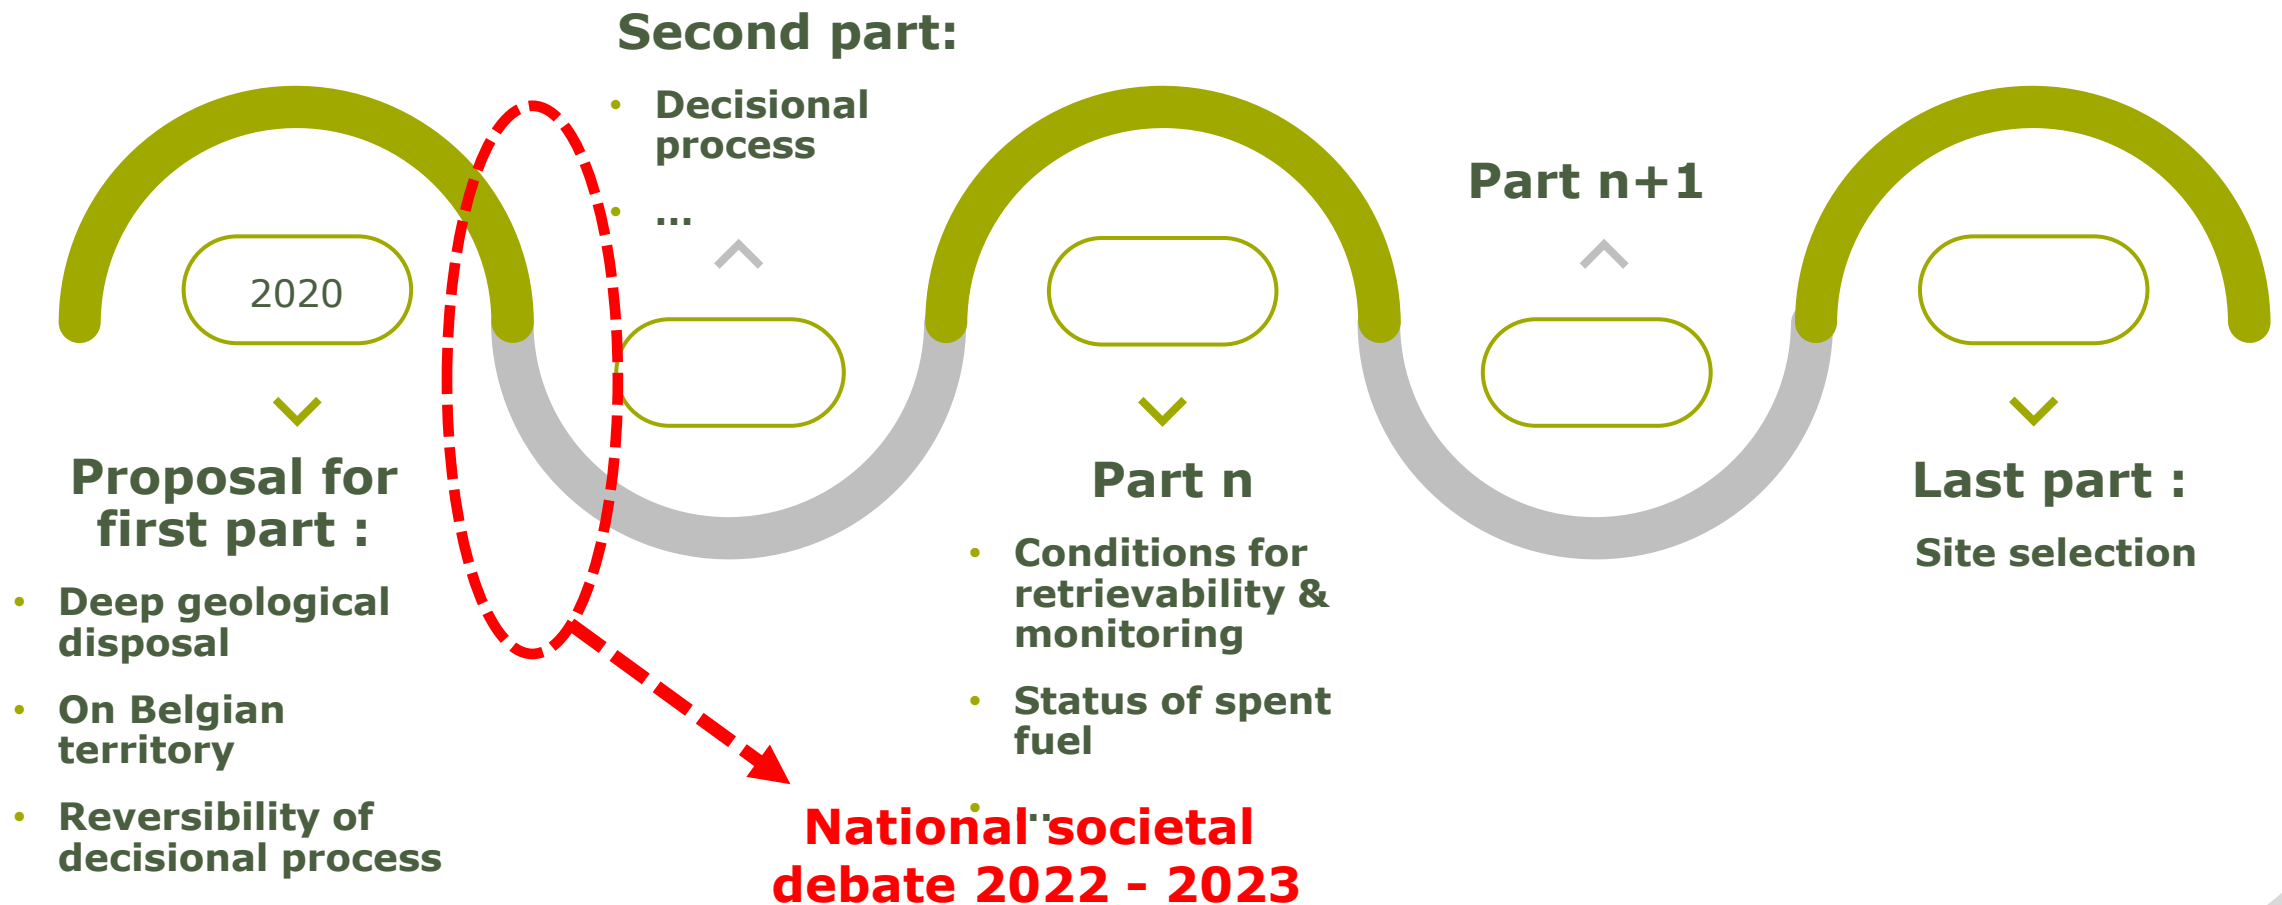 2020
Proposal for
first part :
• Deep geological
disposal
• On Belgian
territory
• Reversibility of
decisional process
Second part:
• Decisional
process
• ...
Part n
• Conditions for
retrievability &
monitoring
• Status of spent
fuel
• ...
National societal
debate 2022 - 2023
Part n+1
Last part :
Site selection